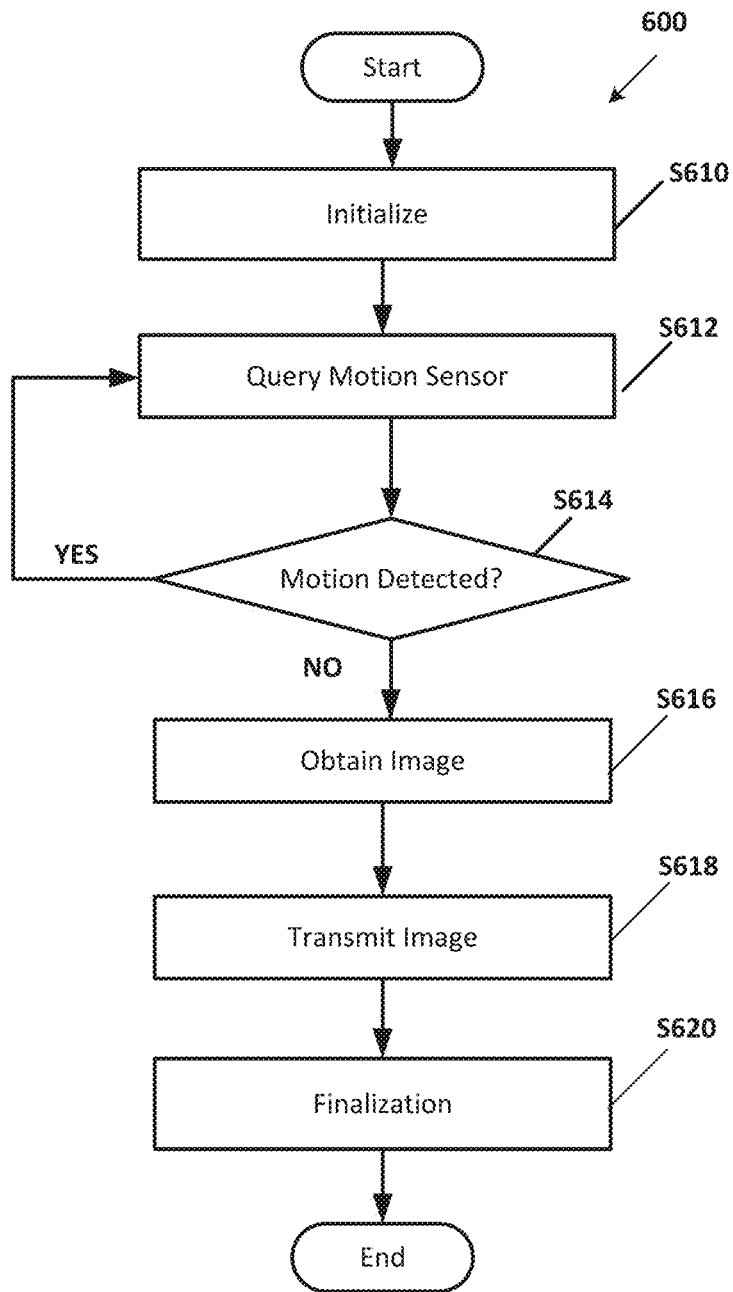 600
Start
S610
Initialize
S612
Query Motion Sensor
S614
YES
Motion Detected?
NO
S616
Obtain Image
S618
Transmit Image
S620
Finalization
End